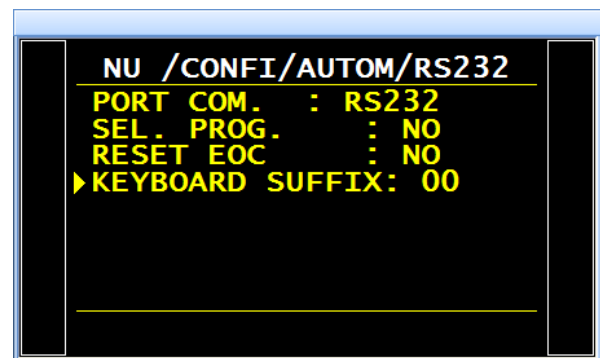 NU /CONFI/AUTOM/RS232
PORT COM. : RS232
SEL. PROG. : NO
RESET EOC : NO
KEYBOARD SUFFIX: 00